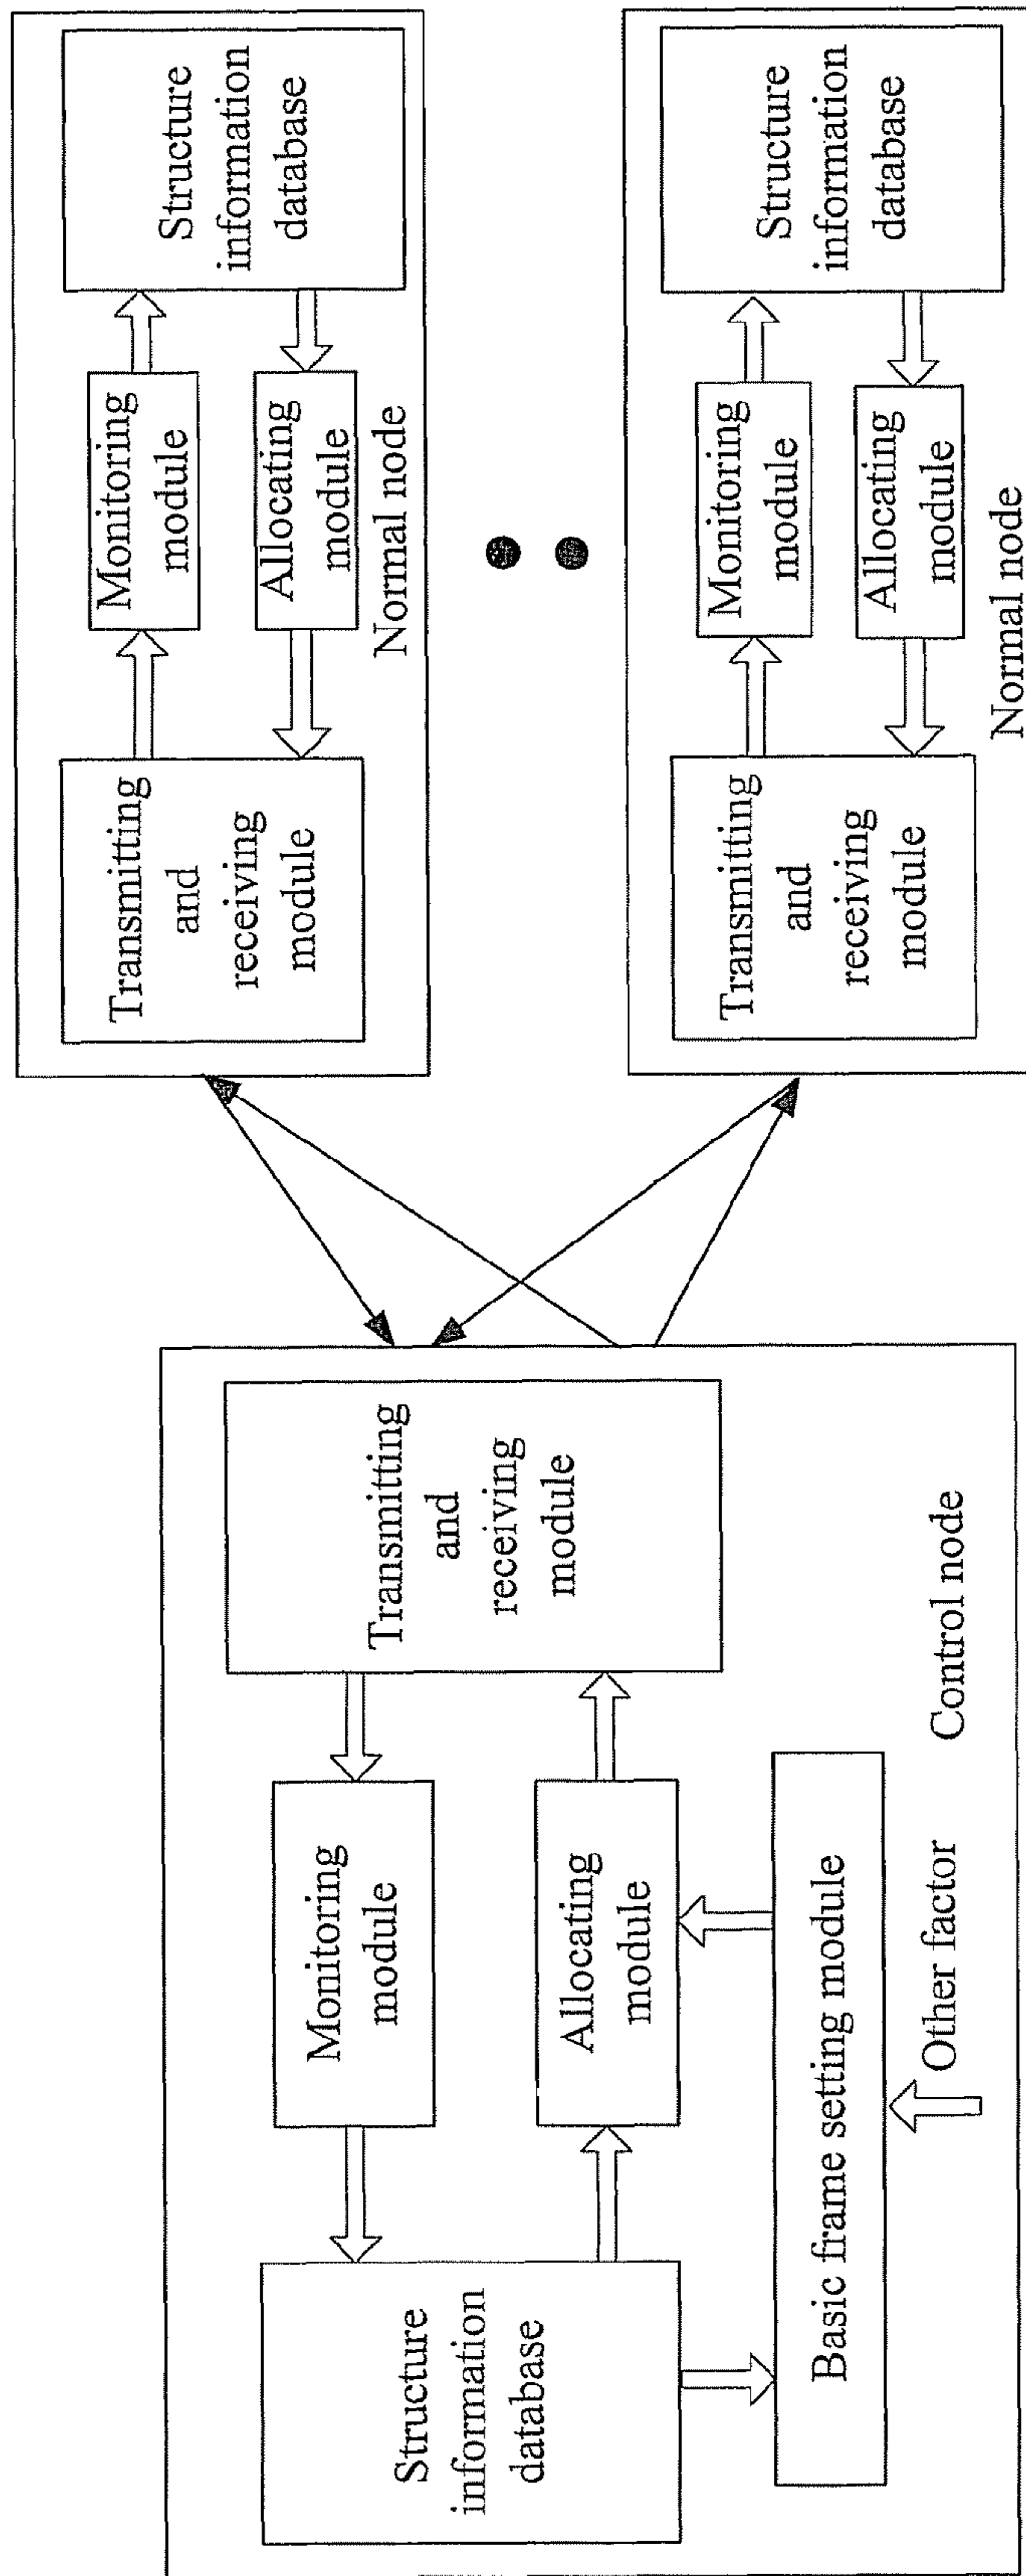 Structure
information
database
Monitoring
module
Allocating
module
Transmitting
and
receiving
module
Basic frame setting module
Other factor
Control node
Transmitting
and
receiving
module
Monitoring
module
Allocating
module
Structure
information
database
Normal node
Transmitting
and
receiving
module
Monitoring
module
Allocating
module
Structure
information
database
Normal node